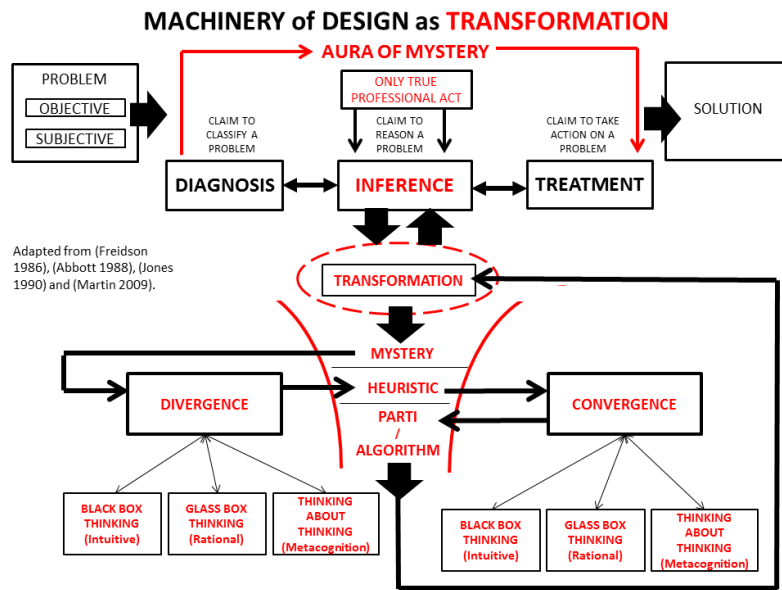 MACHINERY of DESIGN as TRANSFORMATION
AURA OF MYSTERY
PROBLEM
OBJECTIVE
SUBJECTIVE
ONLY TRUE
PROFESSIONAL ACT
SOLUTION
CLAIM TO
CLASSIFY A
PROBLEM
CLAIM TO
REASON A
PROBLEM
CLAIM TO TAKE
ACTION ON A
PROBLEM
DIAGNOSIS
INFERENCE
TREATMENT
Adapted from (Freidson
1986), (Abbott 1988), (Jones
1990) and (Martin 2009).
TRANSFORMATION
MYSTERY
HEURISTIC
PARTI
/
ALGORITHM
DIVERGENCE
CONVERGENCE
BLACK BOX
THINKING
(Intuitive)
GLASS BOX
THINKING
(Rational)
THINKING
ABOUT
THINKING
(Metacognition)
BLACK BOX
THINKING
(Intuitive)
GLASS BOX
THINKING
(Rational)
THINKING
ABOUT
THINKING
(Metacognition)